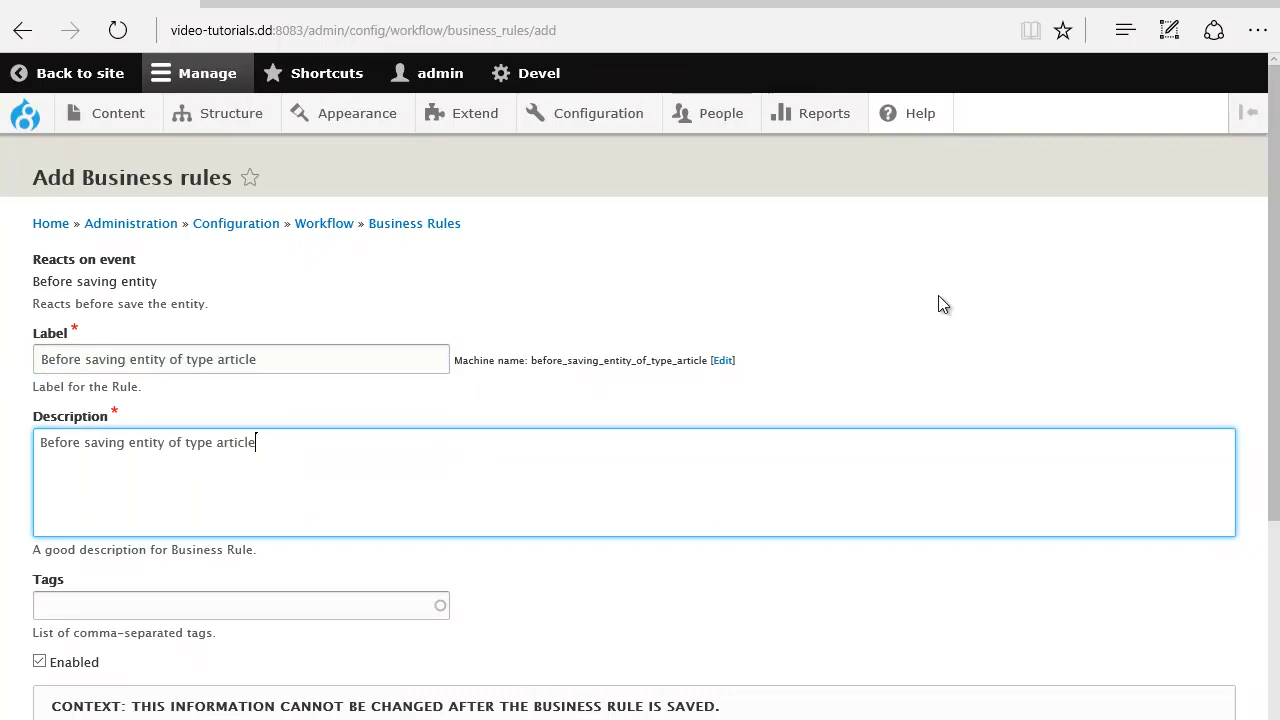 video-tutorials.dd:8083/admin/config/workflow/business_rules/add
Back to site Manage Shortcuts admin Devel
Content Structure Appearance Extend Configuration People Reports Help
Add Business rules
Home » Administration » Configuration » Workflow » Business Rules
Reacts on event
Before saving entity
Reacts before save the entity.
Label *
Before saving entity of type article Machine name: before_saving_entity_of_type_article [Edit]
Label for the Rule.
Description *
Before saving entity of type article
A good description for Business Rule.
Tags
List of comma-separated tags.
Enabled
CONTEXT: THIS INFORMATION CANNOT BE CHANGED AFTER THE BUSINESS RULE IS SAVED.